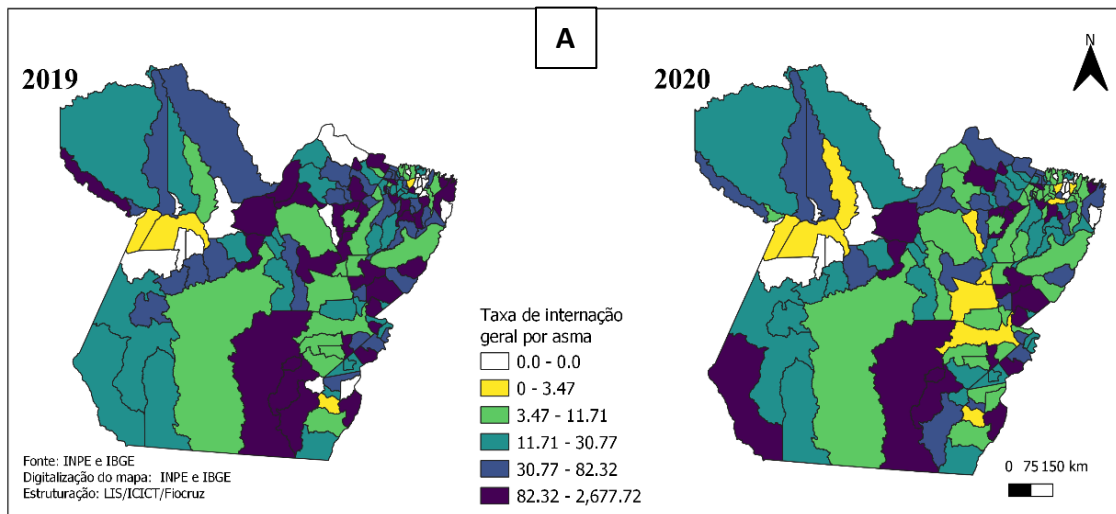 A
2019
2020
N
Taxa de internação
geral por asma
0.0 - 0.0
0 - 3.47
3.47 - 11.71
11.71 - 30.77
30.77 - 82.32
82.32 - 2,677.72
Fonte: INPE e IBGE
Digitalização do mapa: INPE e IBGE
Estruturação: LIS/ICICT/Fiocruz
0 75 150 km